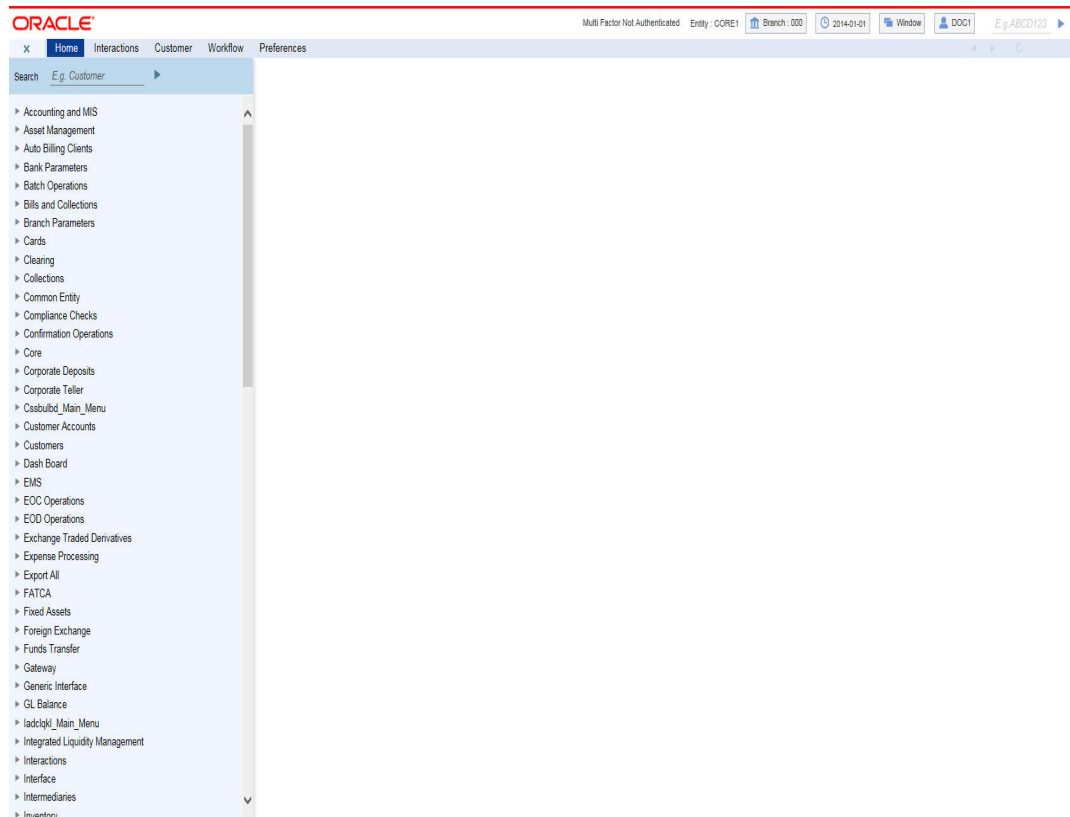 ORACLE
Multi Factor Not Authenticated Entity : CORE1 Branch : 000 2014-01-01 Window DOC1 E.g.ABCD123
X Home Interactions Customer Workflow Preferences
Search E.g. Customer
Accounting and MIS
Asset Management
Auto Billing Clients
Bank Parameters
Batch Operations
Bills and Collections
Branch Parameters
Cards
Clearing
Collections
Common Entity
Compliance Checks
Confirmation Operations
Core
Corporate Deposits
Corporate Teller
Cssbulbd_Main_Menu
Customer Accounts
Customers
Dash Board
EMS
EOC Operations
EOD Operations
Exchange Traded Derivatives
Expense Processing
Export All
FATCA
Fixed Assets
Foreign Exchange
Funds Transfer
Gateway
Generic Interface
GL Balance
Iadclqkl_Main_Menu
Integrated Liquidity Management
Interactions
Interface
Intermediaries
Inventory